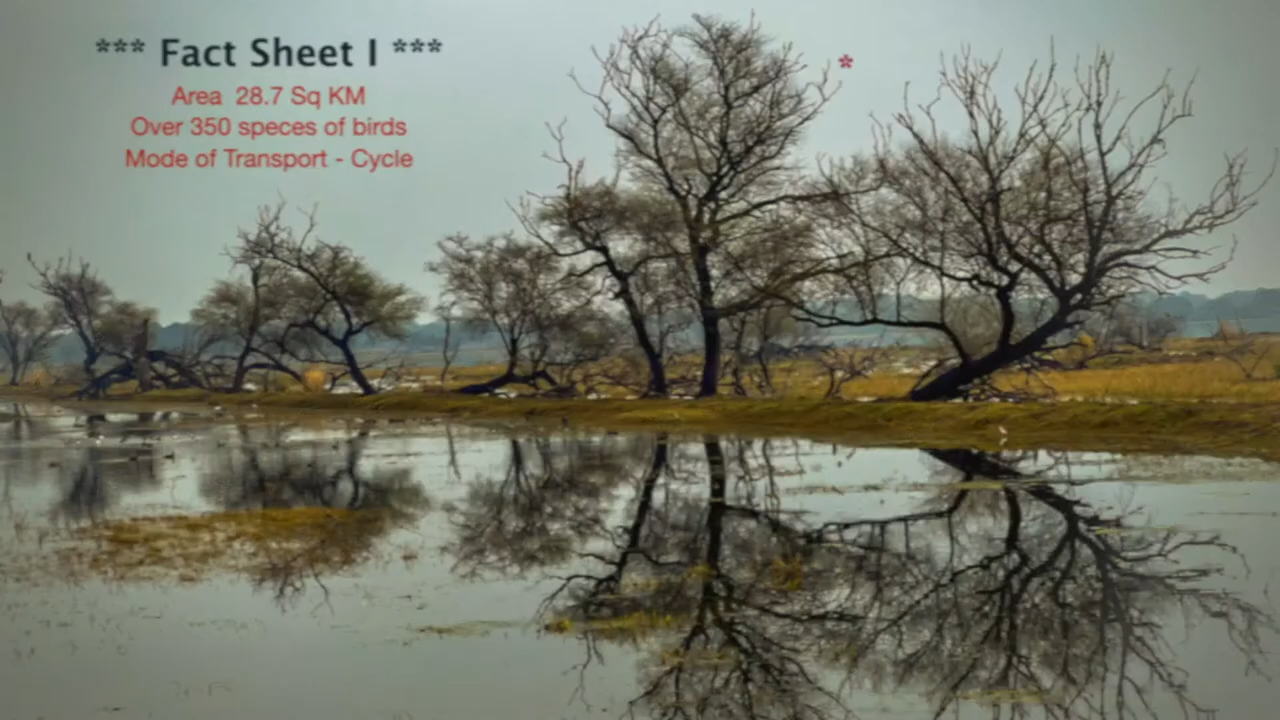 *** Fact Sheet I ***
*
Area 28.7 Sq KM
Over 350 speces of birds
Mode of Transport - Cycle